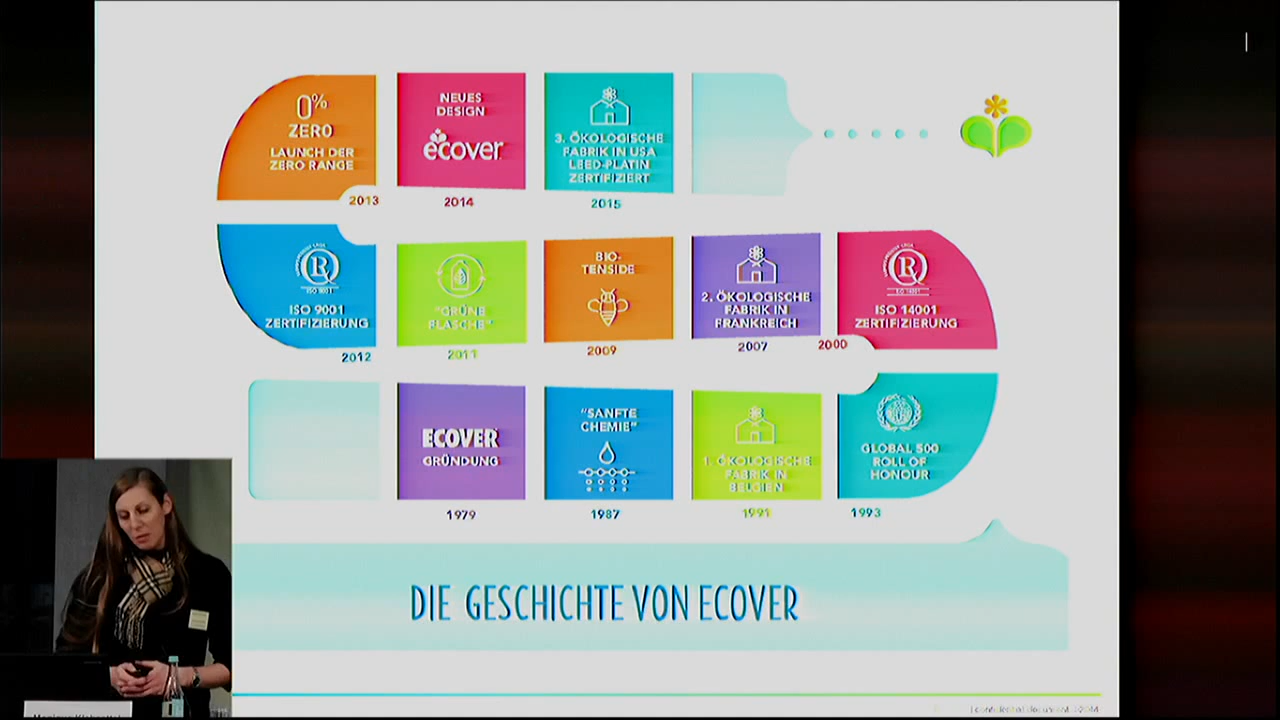 0%
ZERO
LAUNCH DER
ZERO RANGE
2013
NEUES
DESIGN
ecover
2014
3. ÖKOLOGISCHE
FABRIK IN USA
LEED-PLATIN
ZERTIFIZIERT
2015
ISO 9001
ISO 9001
ZERTIFIZIERUNG
2012
"GRÜNE
FLASCHE"
2011
BIO-
TENSIDE
2009
2. ÖKOLOGISCHE
FABRIK IN
FRANKREICH
2007
ISO 14001
ZERTIFIZIERUNG
2000
ECOVER
GRÜNDUNG
1979
"SANFTE
CHEMIE"
1987
1. ÖKOLOGISCHE
FABRIK IN
BELGIEN
1991
GLOBAL 500
ROLL OF
HONOUR
1993
DIE GESCHICHTE VON ECOVER